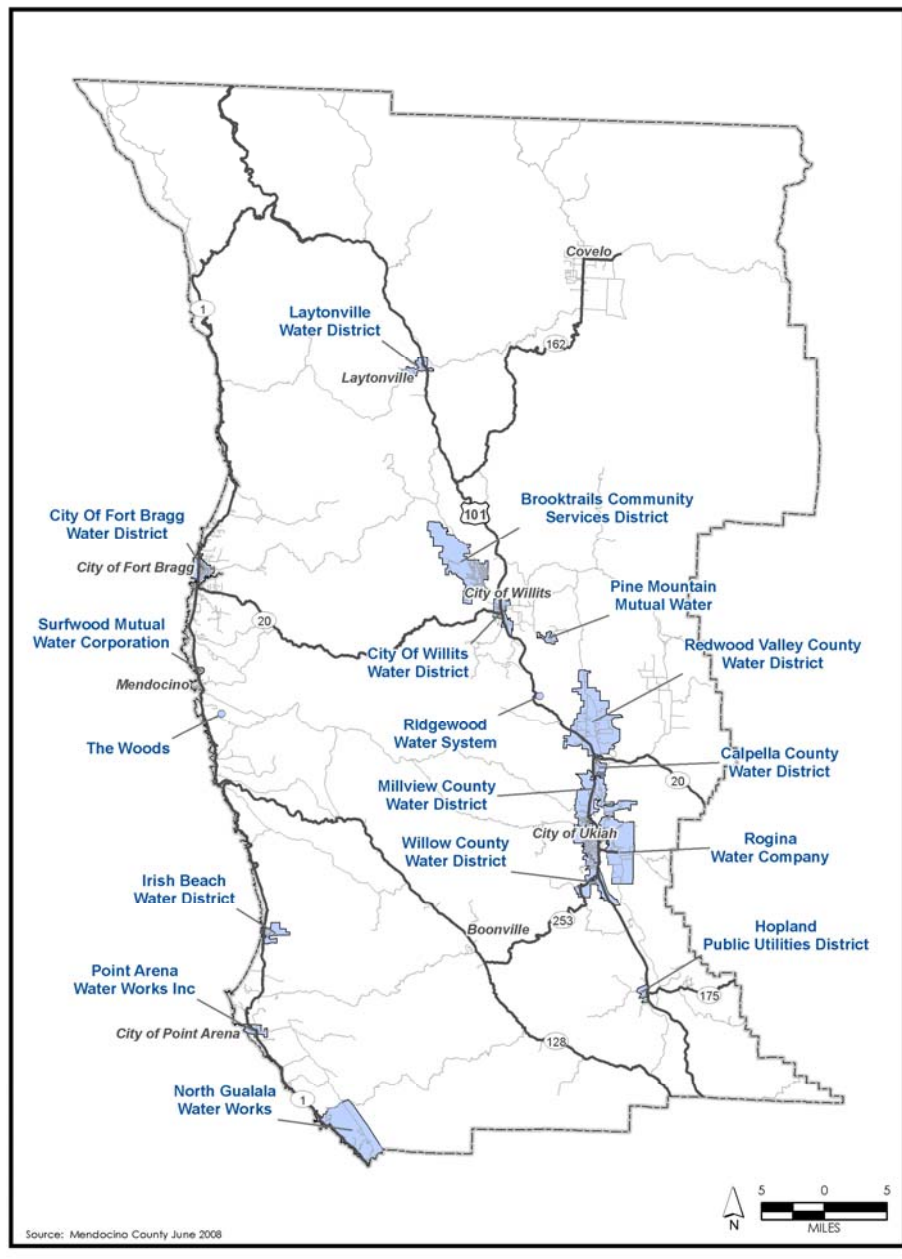 Covelo
1
Laytonville
Water District
162
Laytonville
101
Brooktrails Community
Services District
City Of Fort Bragg
Water District
City of Fort Bragg
City of Willits
Pine Mountain
Mutual Water
20
Surfwood Mutual
Water Corporation
City Of Willits
Water District
Redwood Valley County
Water District
Mendocino
Ridgewood
Water System
The Woods
Calpella County
Water District
20
Millview County
Water District
City of Ukiah
Willow County
Water District
Rogina
Water Company
Irish Beach
Water District
253
Boonville
Hopland
Public Utilities District
Point Arena
Water Works Inc
175
City of Point Arena
128
North Gualala
Water Works
1
N
5 0 5
MILES
Source: Mendocino County June 2008